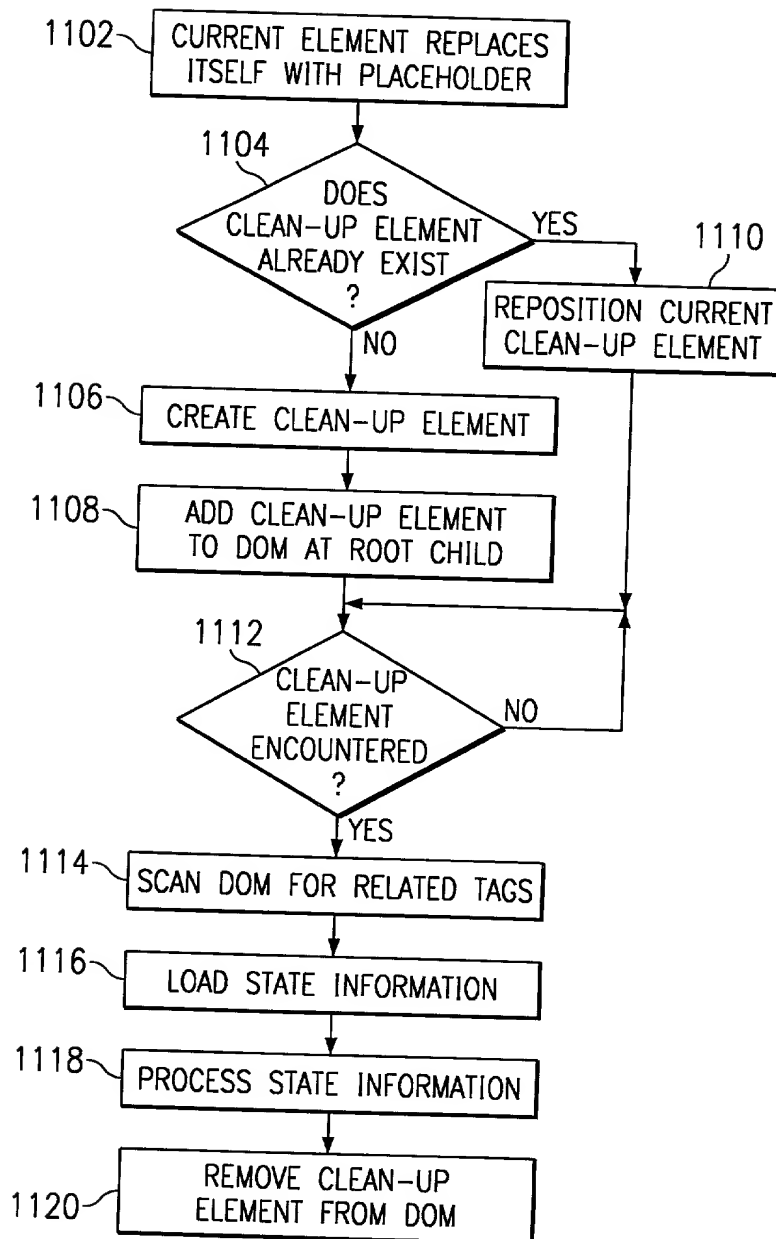 1102
CURRENT ELEMENT REPLACES
ITSELF WITH PLACEHOLDER
1104
DOES
CLEAN-UP ELEMENT
ALREADY EXIST
?
YES
NO
1110
REPOSITION CURRENT
CLEAN-UP ELEMENT
1106
CREATE CLEAN-UP ELEMENT
1108
ADD CLEAN-UP ELEMENT
TO DOM AT ROOT CHILD
1112
CLEAN-UP
ELEMENT
ENCOUNTERED
?
NO
YES
1114
SCAN DOM FOR RELATED TAGS
1116
LOAD STATE INFORMATION
1118
PROCESS STATE INFORMATION
1120
REMOVE CLEAN-UP
ELEMENT FROM DOM